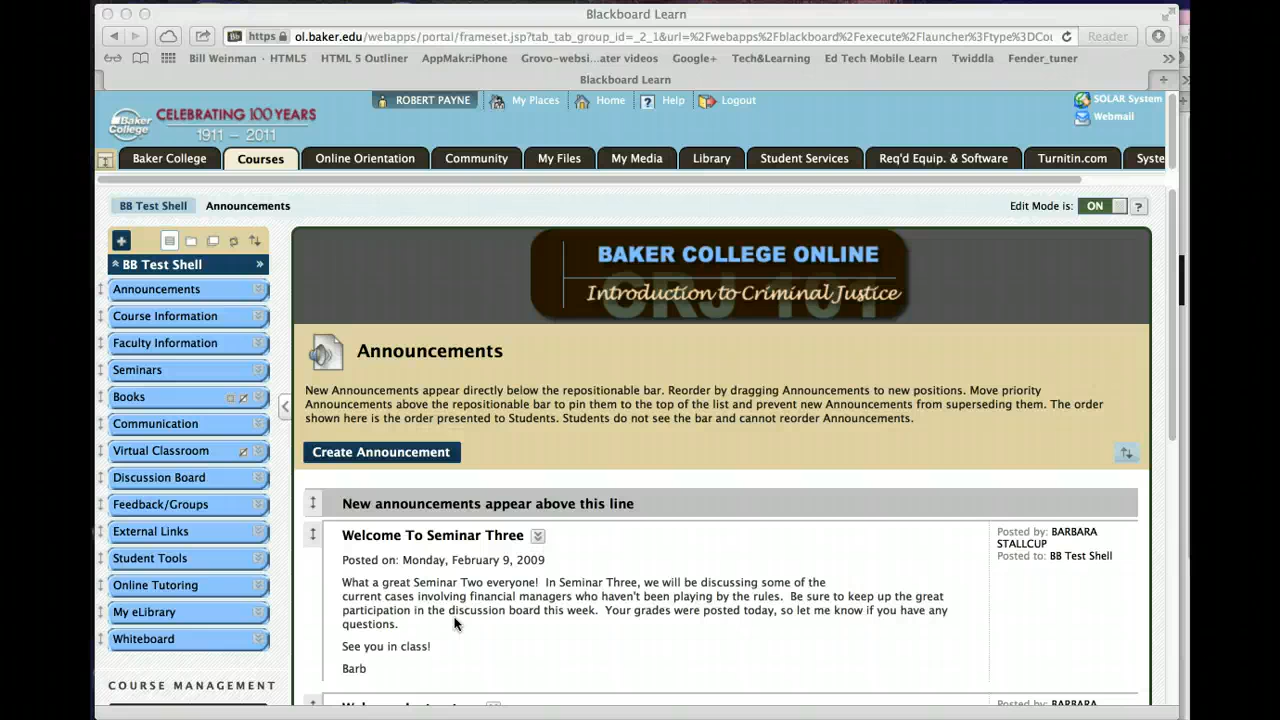 Blackboard Learn
https ol.baker.edu/webapps/portal/frameset.jsp?tab_tab_group_id=_2_1&url=%2Fwebapps%2Fblackboard%2Fexecute%2Flauncher%3Ftype%3DCou Reader
Bill Weinman · HTML5 HTML 5 Outliner AppMakr:iPhone Grovo-websi...ater videos Google+ Tech&Learning Ed Tech Mobile Learn Twiddla Fender_tuner
Blackboard Learn
ROBERT PAYNE My Places Home Help Logout
SOLAR System
Webmail
Baker College CELEBRATING 100 YEARS
1911 – 2011
Baker College Courses Online Orientation Community My Files My Media Library Student Services Req'd Equip. & Software Turnitin.com Syste
BB Test Shell Announcements Edit Mode is: ON ?
BB Test Shell
Announcements
Course Information
Faculty Information
Seminars
Books
Communication
Virtual Classroom
Discussion Board
Feedback/Groups
External Links
Student Tools
Online Tutoring
My eLibrary
Whiteboard
COURSE MANAGEMENT
BAKER COLLEGE ONLINE
CRJ 101
Introduction to Criminal Justice
Announcements
New Announcements appear directly below the repositionable bar. Reorder by dragging Announcements to new positions. Move priority
Announcements above the repositionable bar to pin them to the top of the list and prevent new Announcements from superseding them. The order
shown here is the order presented to Students. Students do not see the bar and cannot reorder Announcements.
Create Announcement
New announcements appear above this line
Welcome To Seminar Three
Posted on: Monday, February 9, 2009
What a great Seminar Two everyone! In Seminar Three, we will be discussing some of the
current cases involving financial managers who haven't been playing by the rules. Be sure to keep up the great
participation in the discussion board this week. Your grades were posted today, so let me know if you have any
questions.
See you in class!
Barb
Posted by: BARBARA
STALLCUP
Posted to: BB Test Shell
Posted by: BARBARA